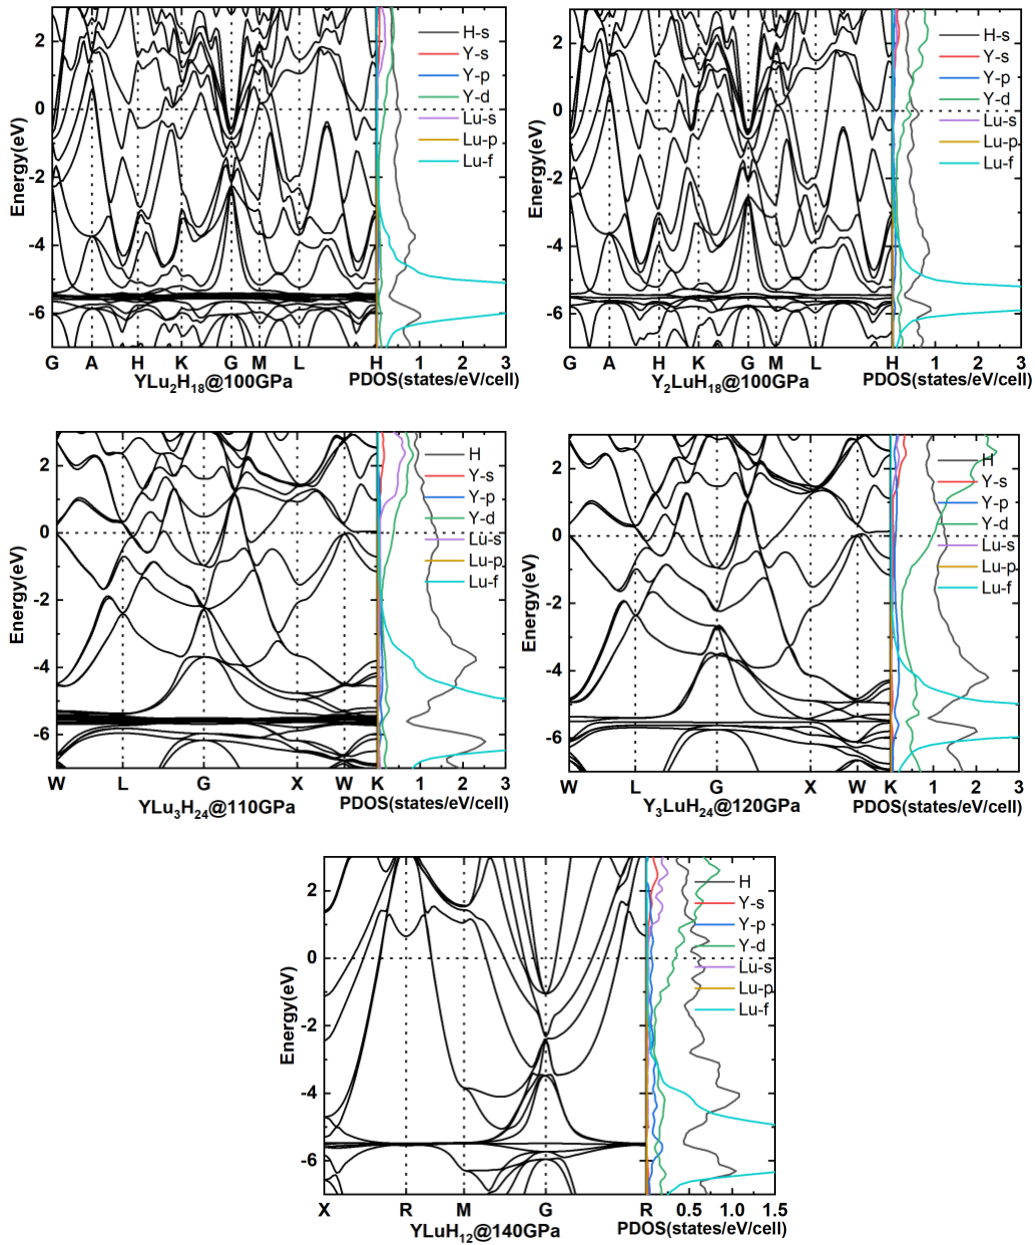 Energy(eV)
2
0
-2
-4
-6
G A H K G M L H
YLu₂H₁₈@100GPa
H-s
Y-s
Y-p
Y-d
Lu-s
Lu-p
Lu-f
1 2 3
PDOS(states/eV/cell)
Energy(eV)
2
0
-2
-4
-6
G A H K G M L H
Y₂LuH₁₈@100GPa
H-s
Y-s
Y-p
Y-d
Lu-s
Lu-p
Lu-f
1 2 3
PDOS(states/eV/cell)
Energy(eV)
2
0
-2
-4
-6
W L G X W K
YLu₃H₂₄@110GPa
H
Y-s
Y-p
Y-d
Lu-s
Lu-p
Lu-f
1 2 3
PDOS(states/eV/cell)
Energy(eV)
2
0
-2
-4
-6
W L G X W K
Y₃LuH₂₄@120GPa
H
Y-s
Y-p
Y-d
Lu-s
Lu-p
Lu-f
1 2 3
PDOS(states/eV/cell)
Energy(eV)
2
0
-2
-4
-6
X R M G R
YLuH₁₂@140GPa
H
Y-s
Y-p
Y-d
Lu-s
Lu-p
Lu-f
0.5 1.0 1.5
PDOS(states/eV/cell)